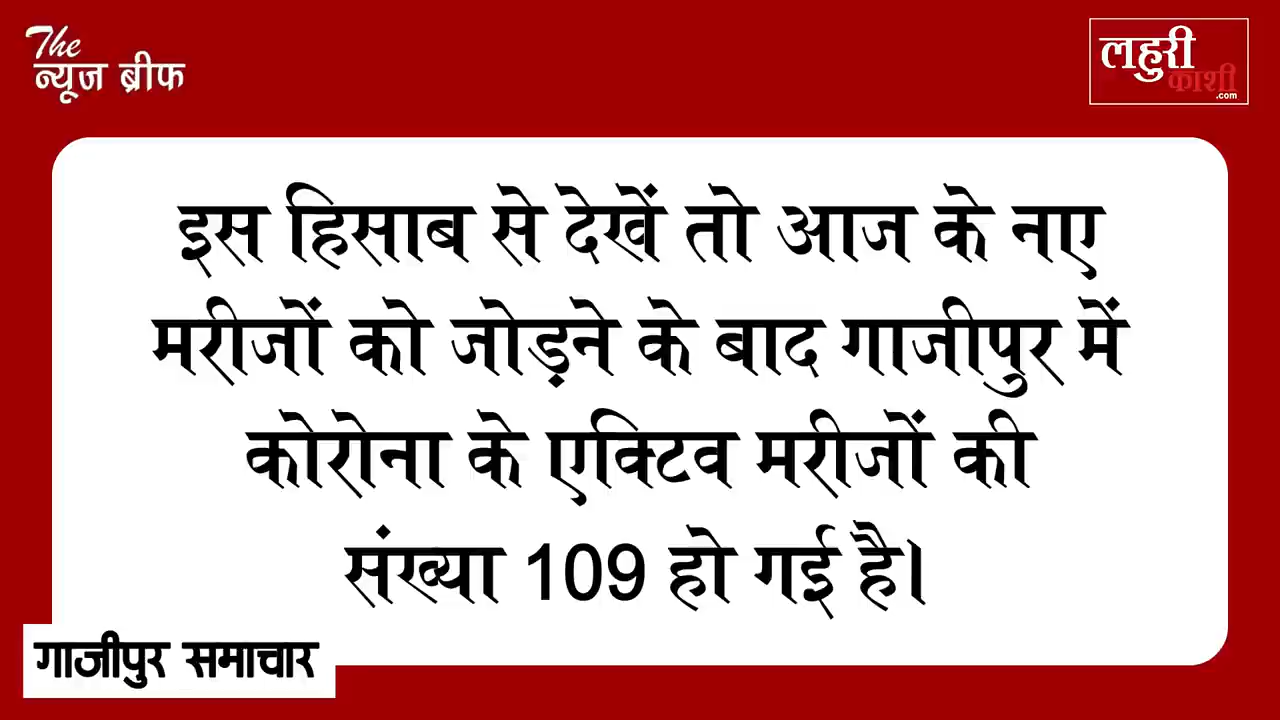 The
न्यूज ब्रीफ
लहुरी
काशी
.com
इस हिसाब से देखें तो आज के नए
मरीजों को जोड़ने के बाद गाजीपुर में
कोरोना के एक्टिव मरीजों की
संख्या 109 हो गई है।
गाजीपुर समाचार